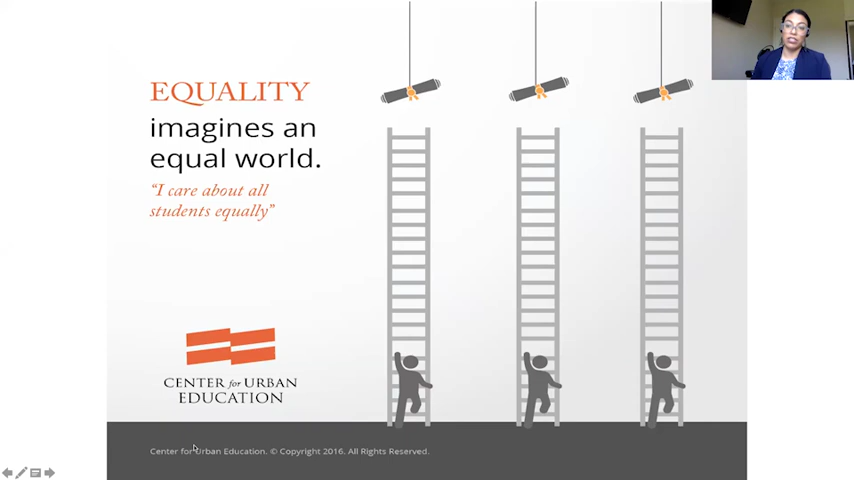 EQUALITY
imagines an
equal world.
“I care about all
students equally”
CENTER for URBAN
EDUCATION
Center for Urban Education. © Copyright 2016. All Rights Reserved.